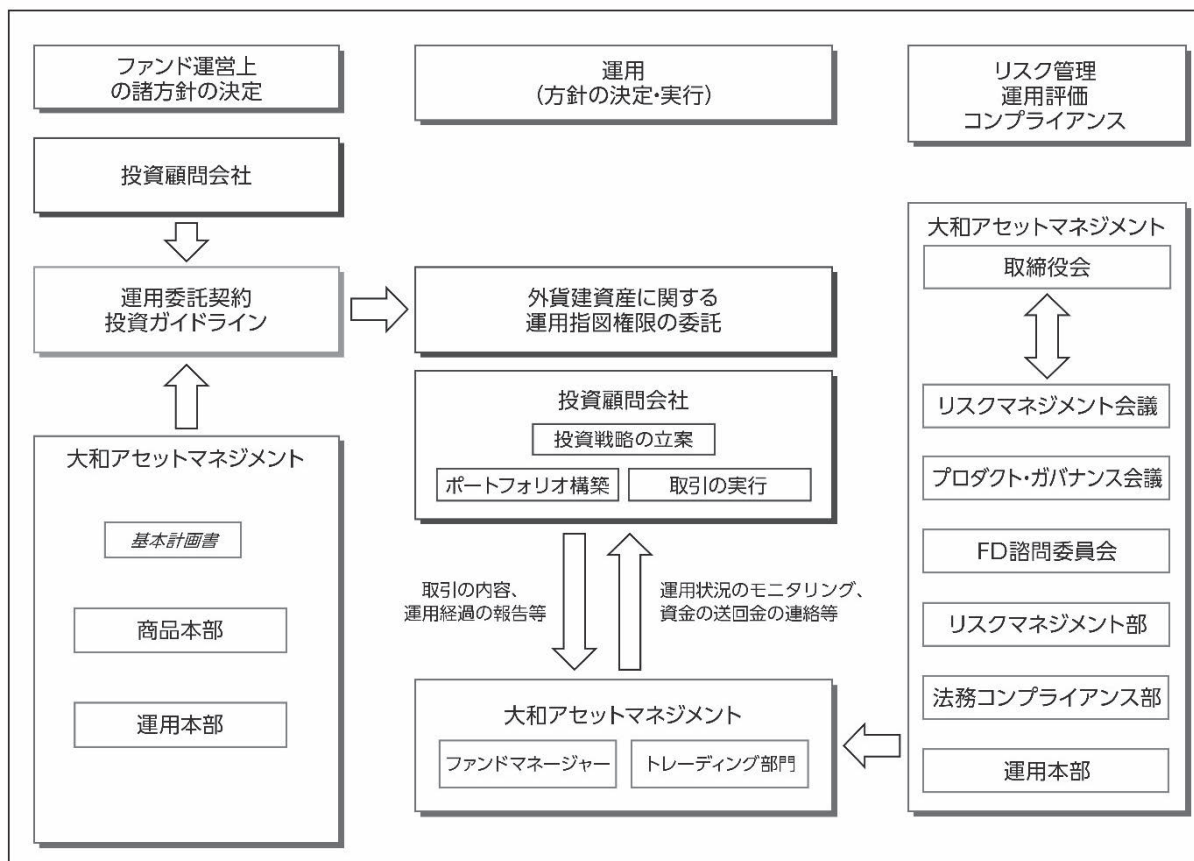 ファンド運営上
の諸方針の決定
投資顧問会社
運用委託契約
投資ガイドライン
大和アセットマネジメント
基本計画書
商品本部
運用本部
運用
(方針の決定・実行)
外貨建資産に関する
運用指図権限の委託
投資顧問会社
投資戦略の立案
ポートフォリオ構築
取引の実行
取引の内容、
運用経過の報告等
運用状況のモニタリング、
資金の送回金の連絡等
大和アセットマネジメント
ファンドマネージャー
トレーディング部門
リスク管理
運用評価
コンプライアンス
大和アセットマネジメント
取締役会
リスクマネジメント会議
プロダクト・ガバナンス会議
FD諮問委員会
リスクマネジメント部
法務コンプライアンス部
運用本部